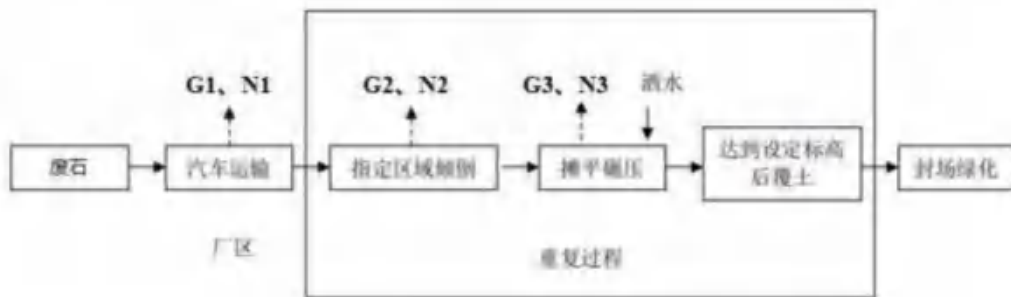 G1、N1
G2、N2
G3、N3
洒水
废石
汽车运输
指定区域倾倒
摊平碾压
达到设定标高
后覆土
封场绿化
厂区
重复过程